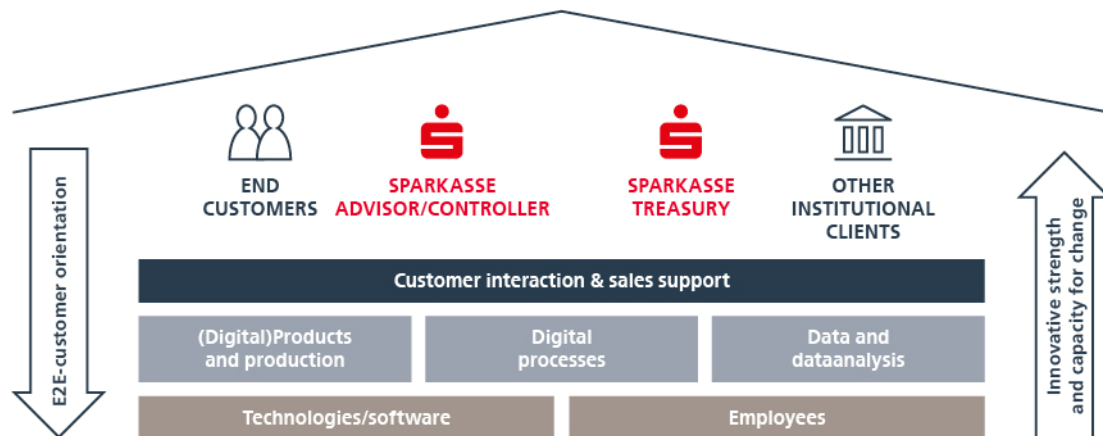 END
CUSTOMERS
SPARKASSE
ADVISOR/CONTROLLER
SPARKASSE
TREASURY
OTHER
INSTITUTIONAL
CLIENTS
E2E-customer orientation
Customer interaction & sales support
(Digital)Products
and production
Digital
processes
Data and
dataanalysis
Technologies/software
Employees
Innovative strength
and capacity for change